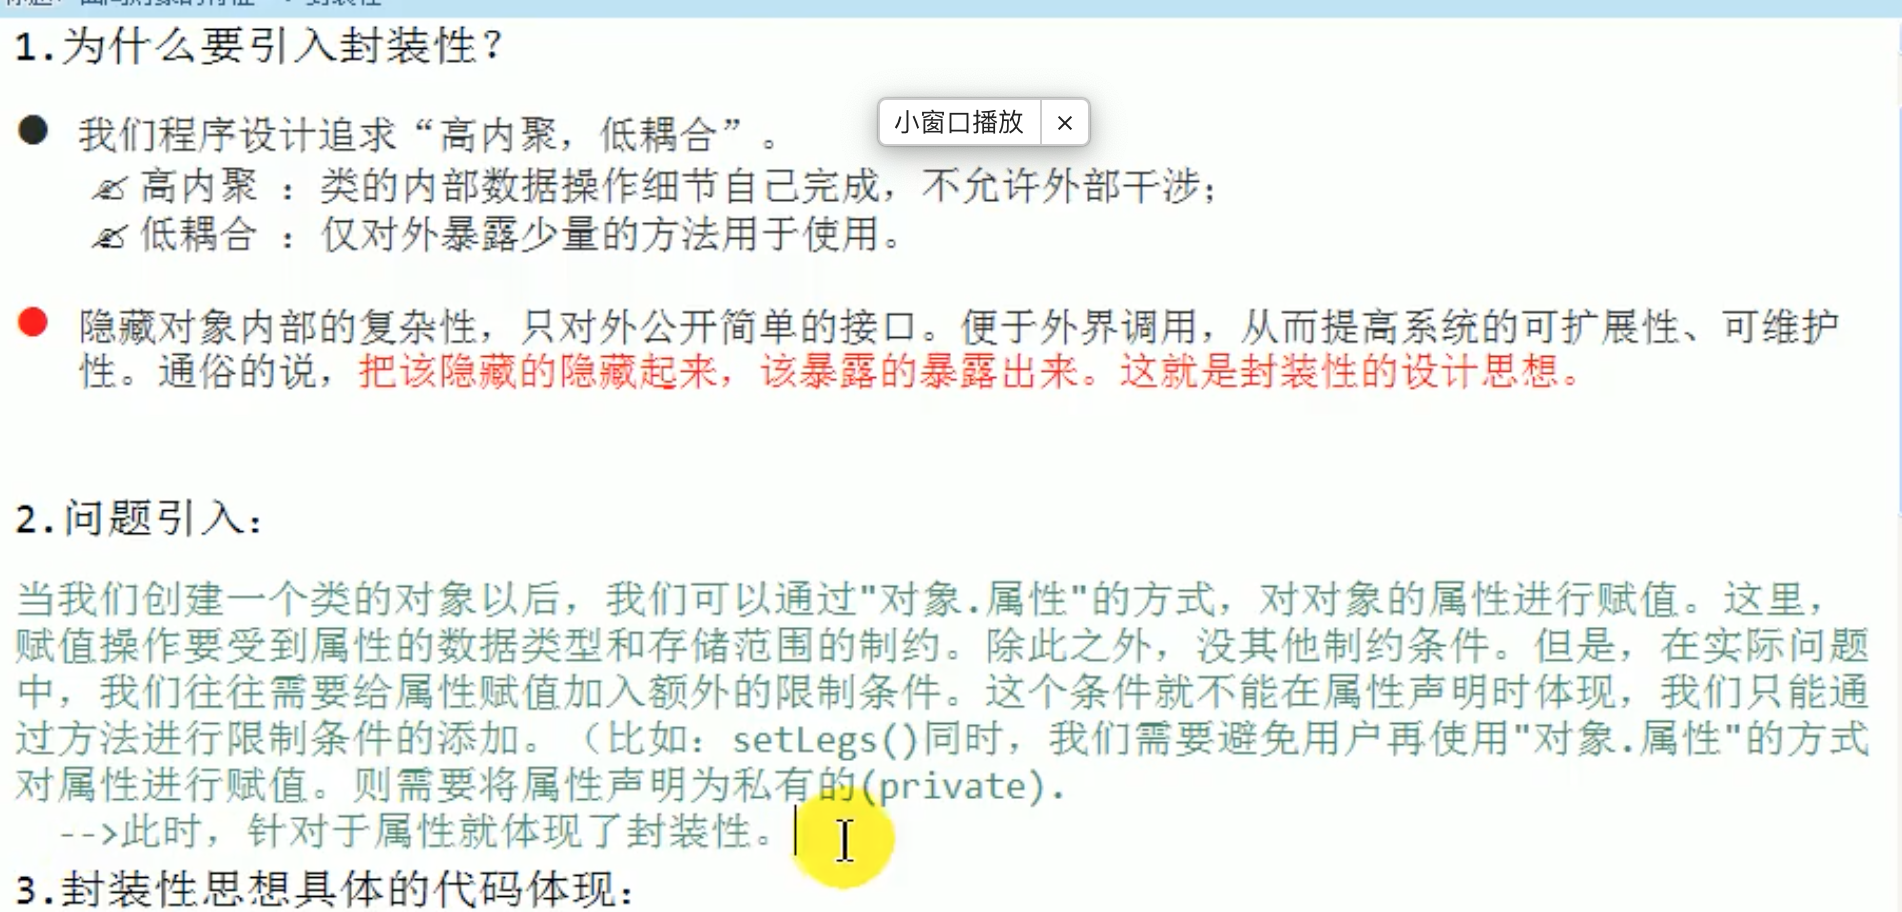 1.为什么要引入封装性?
我们程序设计追求“高内聚，低耦合”。
小窗口播放 ×
高内聚 ：类的内部数据操作细节自己完成，不允许外部干涉；
低耦合 ：仅对外暴露少量的方法用于使用。
隐藏对象内部的复杂性，只对外公开简单的接口。便于外界调用，从而提高系统的可扩展性、可维护
性。通俗的说，把该隐藏的隐藏起来，该暴露的暴露出来。这就是封装性的设计思想。
2.问题引入：
当我们创建一个类的对象以后，我们可以通过"对象.属性"的方式，对对象的属性进行赋值。这里，
赋值操作要受到属性的数据类型和存储范围的制约。除此之外，没其他制约条件。但是，在实际问题
中，我们往往需要给属性赋值加入额外的限制条件。这个条件就不能在属性声明时体现，我们只能通
过方法进行限制条件的添加。（比如：setLegs()同时，我们需要避免用户再使用"对象.属性"的方式
对属性进行赋值。则需要将属性声明为私有的(private).
-->此时，针对于属性就体现了封装性。
3.封装性思想具体的代码体现：